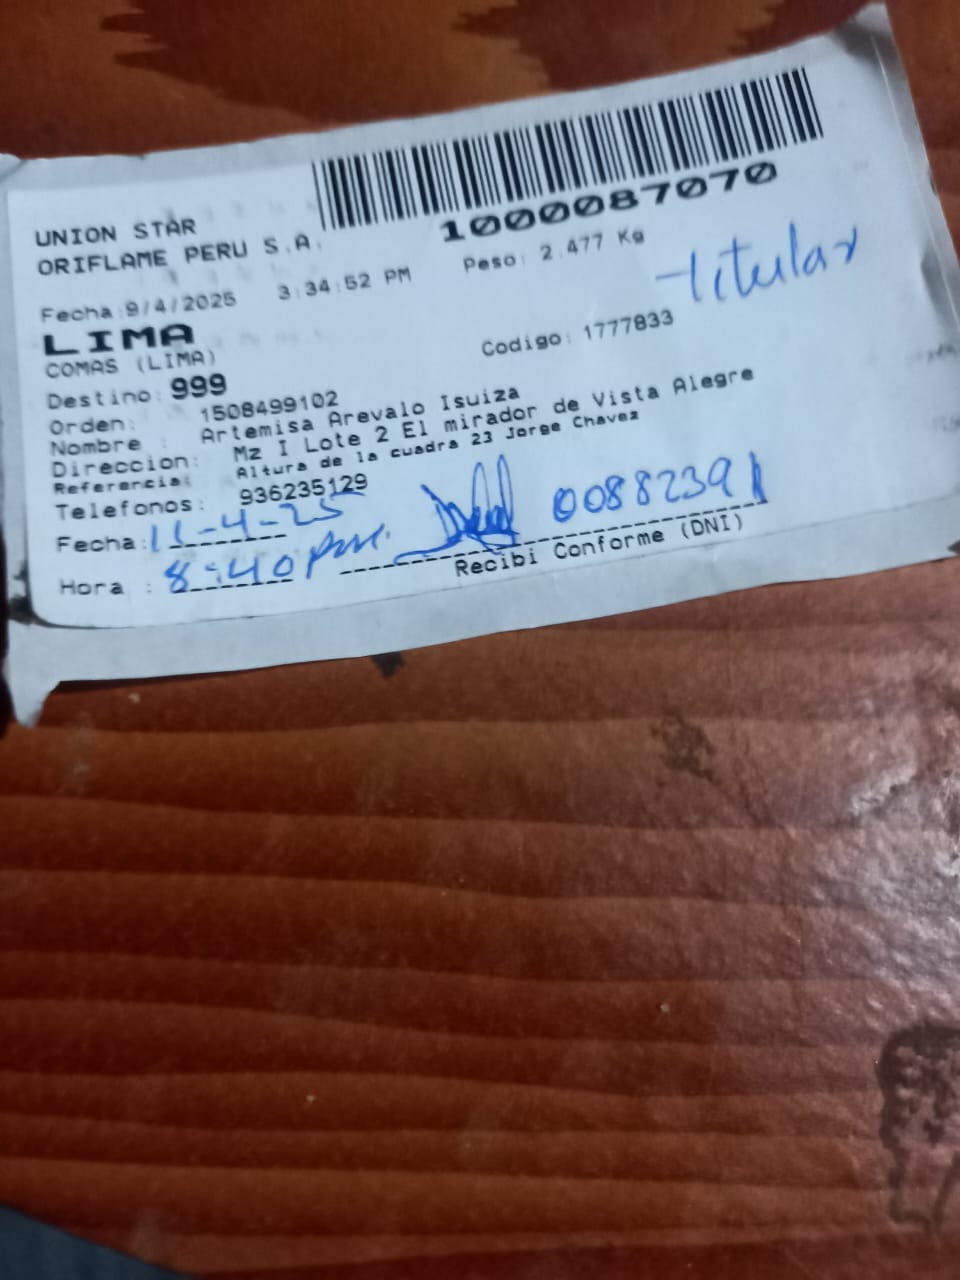 1000087070
UNION STAR
ORIFLAME PERU S.A.
Fecha:9/4/2025 3:34:52 PM Peso: 2.477 Kg
titular
LIMA
COMAS (LIMA) Codigo: 1777833
Destino: 999
Orden: 1508499102
Nombre : Artemisa Arevalo Isuiza
Direccion: Mz I Lote 2 El mirador de Vista Alegre
Referencia: Altura de la cuadra 23 Jorge Chavez
Telefonos: 936235129
Fecha: 11-4-25 00882391
Hora : 8:40 pm. Recibi Conforme (DNI)